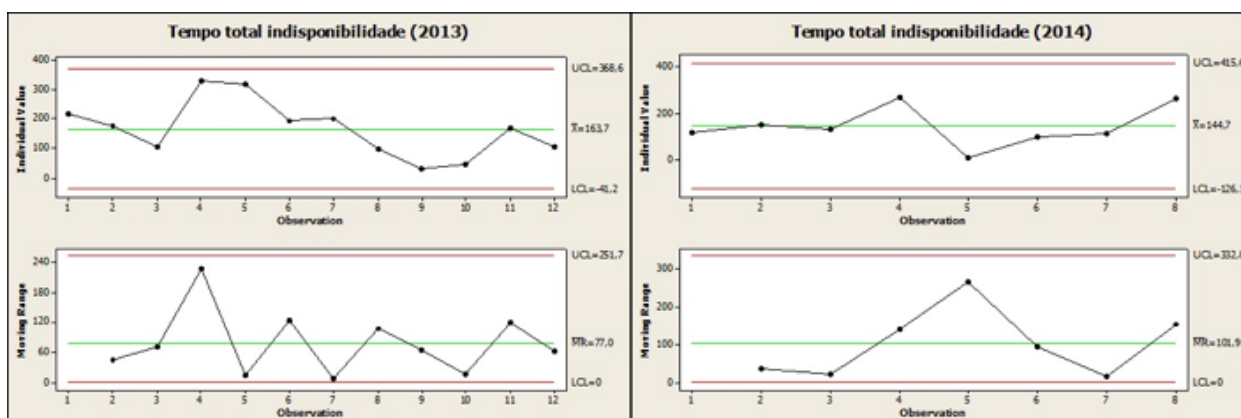 Tempo total indisponibilidade (2013)
400
300
200
100
0
Individual Value
UCL=368,6
X̄=163,7
LCL=-41,2
1 2 3 4 5 6 7 8 9 10 11 12
Observation
240
180
120
60
0
Moving Range
UCL=251,7
M̄R̄=77,0
LCL=0
1 2 3 4 5 6 7 8 9 10 11 12
Observation
Tempo total indisponibilidade (2014)
400
200
0
Individual Value
X̄=144,7
1 2 3 4 5 6 7 8
Observation
300
200
100
0
Moving Range
M̄R̄=101,9
LCL=0
1 2 3 4 5 6 7 8
Observation